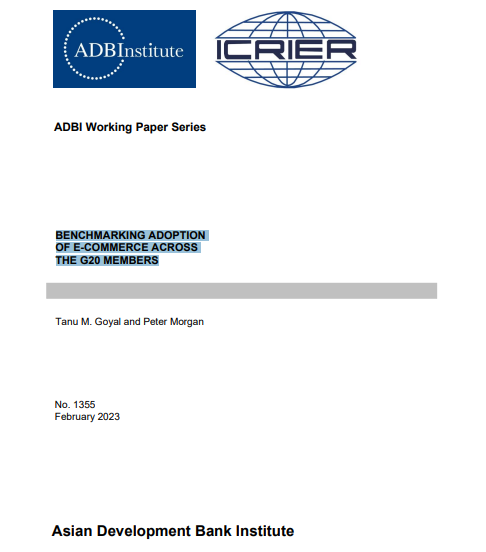 ADBInstitute
ICRIER
ADBI Working Paper Series
BENCHMARKING ADOPTION
OF E-COMMERCE ACROSS
THE G20 MEMBERS
Tanu M. Goyal and Peter Morgan
No. 1355
February 2023
Asian Development Bank Institute